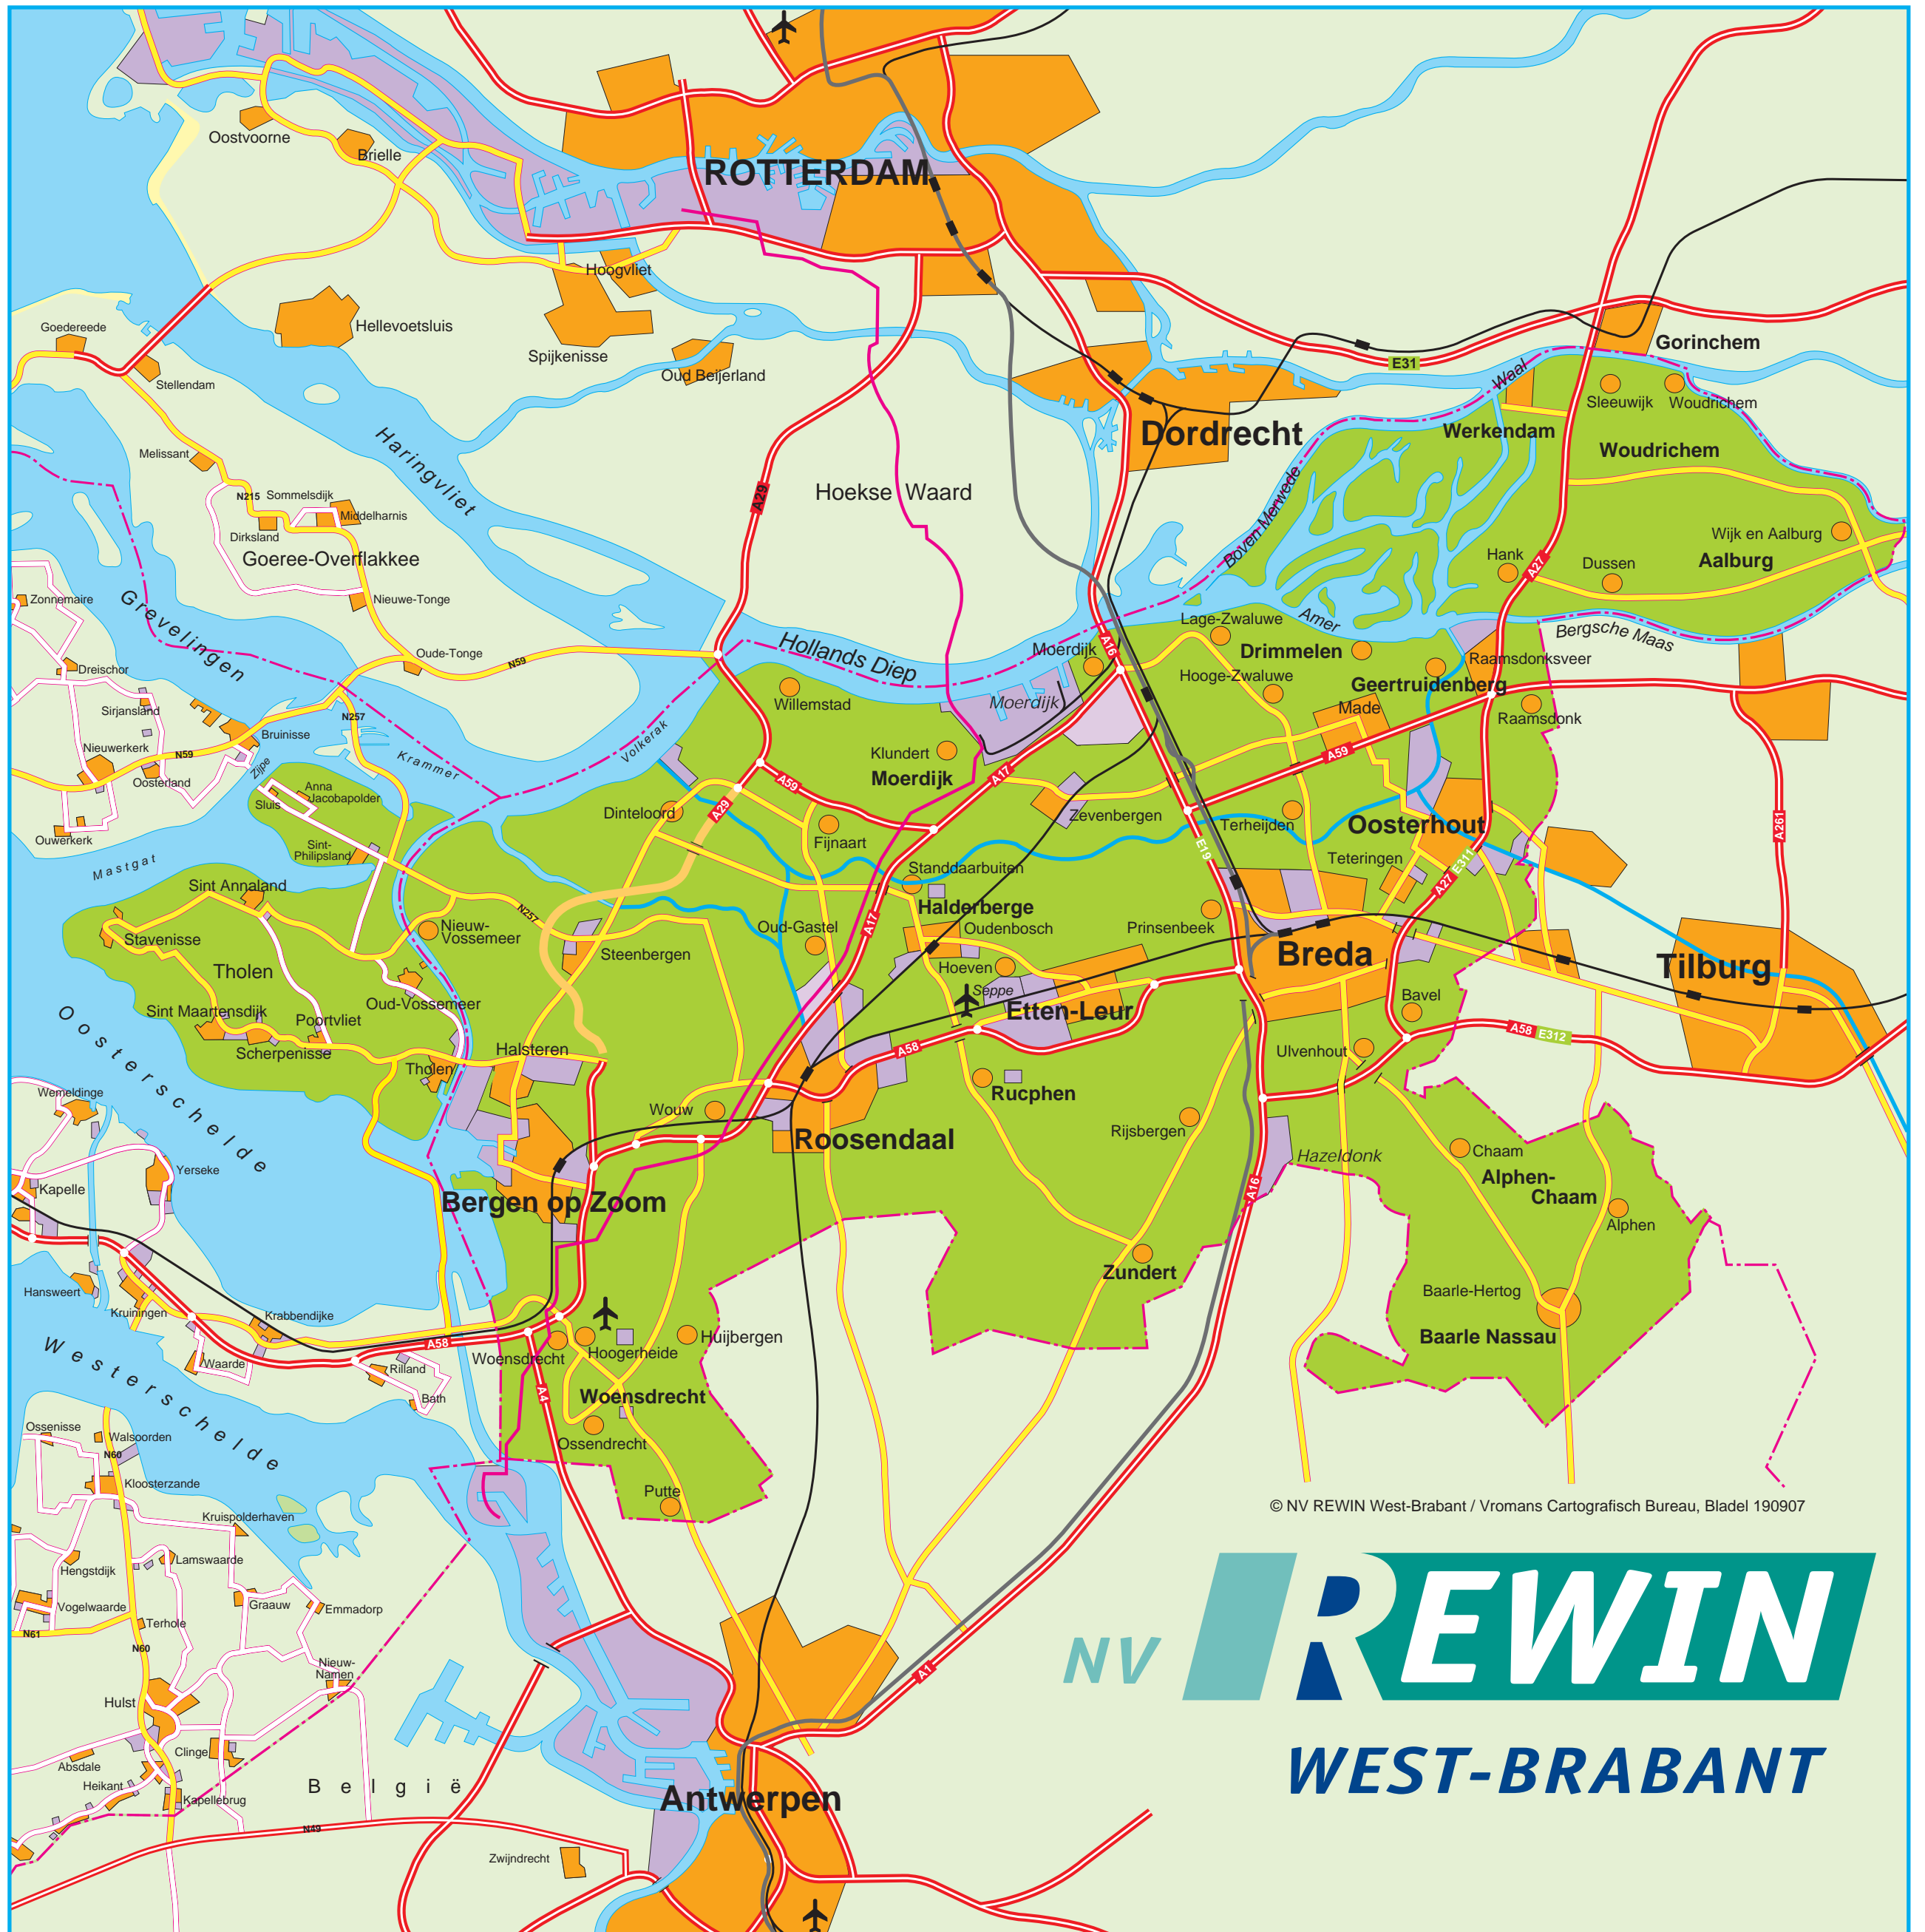 ROTTERDAM
Oostvoorne
Brielle
Hoogvliet
Hellevoetsluis
Spijkenisse
Oud Beijerland
Goedereede
Stellendam
Haringvliet
Melissant
N215
Sommelsdijk
Middelharnis
Dirksland
Goeree-Overflakkee
Nieuwe-Tonge
Oude-Tonge
N59
Grevelingen
Zonnemaire
Dreischor
Sirjansland
Nieuwerkerk
N59
Bruinisse
Oosterland
Zijpe
Ouwerkerk
Mastgat
N257
Krammer
Volkerak
Anna
Jacobapolder
Sluis
Sint-
Philipsland
A29
Hoekse Waard
Dordrecht
E31
Waal
Gorinchem
Sleeuwijk
Woudrichem
Werkendam
Woudrichem
Boven Merwede
Wijk en Aalburg
Aalburg
Hank
Dussen
A27
Amer
Bergsche Maas
Hollands Diep
Moerdijk
A16
Moerdijk
Lage-Zwaluwe
Drimmelen
Hooge-Zwaluwe
Raamsdonksveer
Geertruidenberg
Made
Raamsdonk
A59
Willemstad
Klundert
Moerdijk
A17
A59
A29
Dinteloord
Fijnaart
Zevenbergen
Terheijden
Oosterhout
Teteringen
E19
A27
E311
A261
Standdaarbuiten
Halderberge
Oudenbosch
Oud-Gastel
A17
Hoeven
Seppe
Etten-Leur
Prinsenbeek
Breda
Tilburg
Bavel
A58
E312
Ulvenhout
Sint Annaland
Stavenisse
Tholen
Nieuw-
Vossemeer
N257
Steenbergen
Sint Maartensdijk
Scherpenisse
Poortvliet
Oud-Vossemeer
Tholen
Halsteren
A58
Wouw
Roosendaal
Rucphen
Rijsbergen
Hazeldonk
A16
Chaam
Alphen-
Chaam
Alphen
Zundert
Baarle-Hertog
Baarle Nassau
Oosterschelde
Wemeldinge
Yerseke
Kapelle
Hansweert
Kruiningen
Krabbendijke
Waarde
A58
Rilland
Bath
Bergen op Zoom
Woensdrecht
Hoogerheide
Huijbergen
A4
Woensdrecht
Ossendrecht
Putte
Westerschelde
Ossenisse
Walsoorden
N60
Kloosterzande
Kruispolderhaven
Hengstdijk
Lamswaarde
Vogelwaarde
Graauw
Emmadorp
Terhole
N61
N60
Nieuw-
Namen
Hulst
Clinge
Absdale
Heikant
Kapellebrug
België
N49
Zwijndrecht
Antwerpen
A1
© NV REWIN West-Brabant / Vromans Cartografisch Bureau, Bladel 190907
NV REWIN
WEST-BRABANT